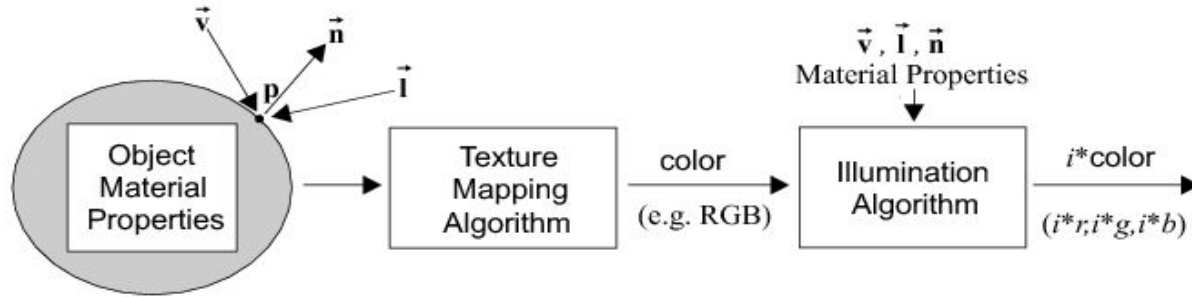 v⃗
n⃗
p
l⃗
Object
Material
Properties
Texture
Mapping
Algorithm
color
(e.g. RGB)
v⃗ , l⃗ , n⃗
Material Properties
Illumination
Algorithm
i*color
(i*r,i*g,i*b)